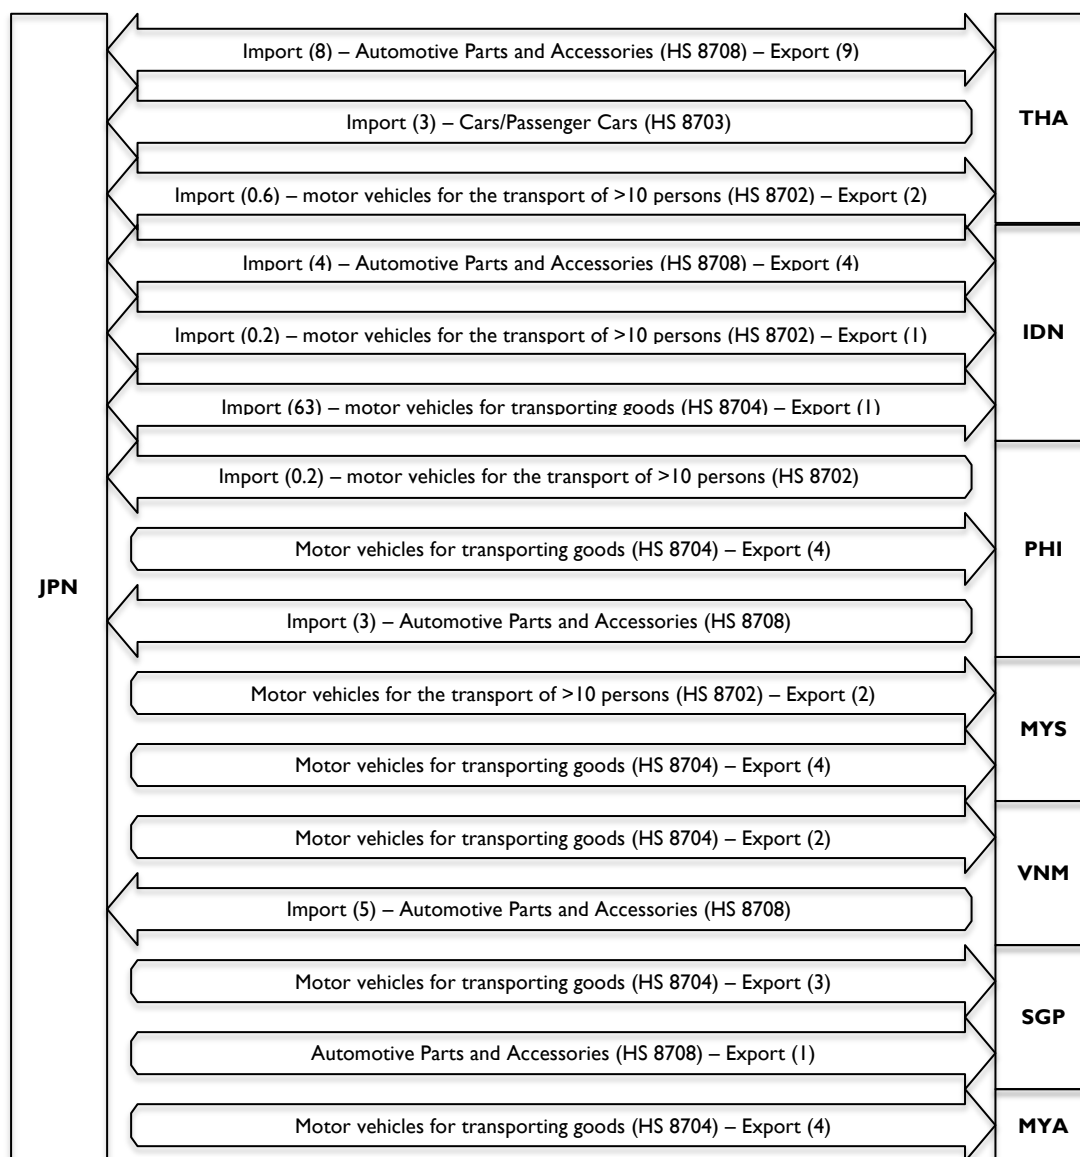 Import (8) – Automotive Parts and Accessories (HS 8708) – Export (9)
Import (3) – Cars/Passenger Cars (HS 8703)
THA
Import (0.6) – motor vehicles for the transport of >10 persons (HS 8702) – Export (2)
Import (4) – Automotive Parts and Accessories (HS 8708) – Export (4)
Import (0.2) – motor vehicles for the transport of >10 persons (HS 8702) – Export (1)
IDN
Import (63) – motor vehicles for transporting goods (HS 8704) – Export (1)
Import (0.2) – motor vehicles for the transport of >10 persons (HS 8702)
Motor vehicles for transporting goods (HS 8704) – Export (4)
PHI
JPN
Import (3) – Automotive Parts and Accessories (HS 8708)
Motor vehicles for the transport of >10 persons (HS 8702) – Export (2)
MYS
Motor vehicles for transporting goods (HS 8704) – Export (4)
Motor vehicles for transporting goods (HS 8704) – Export (2)
VNM
Import (5) – Automotive Parts and Accessories (HS 8708)
Motor vehicles for transporting goods (HS 8704) – Export (3)
SGP
Automotive Parts and Accessories (HS 8708) – Export (1)
Motor vehicles for transporting goods (HS 8704) – Export (4)
MYA